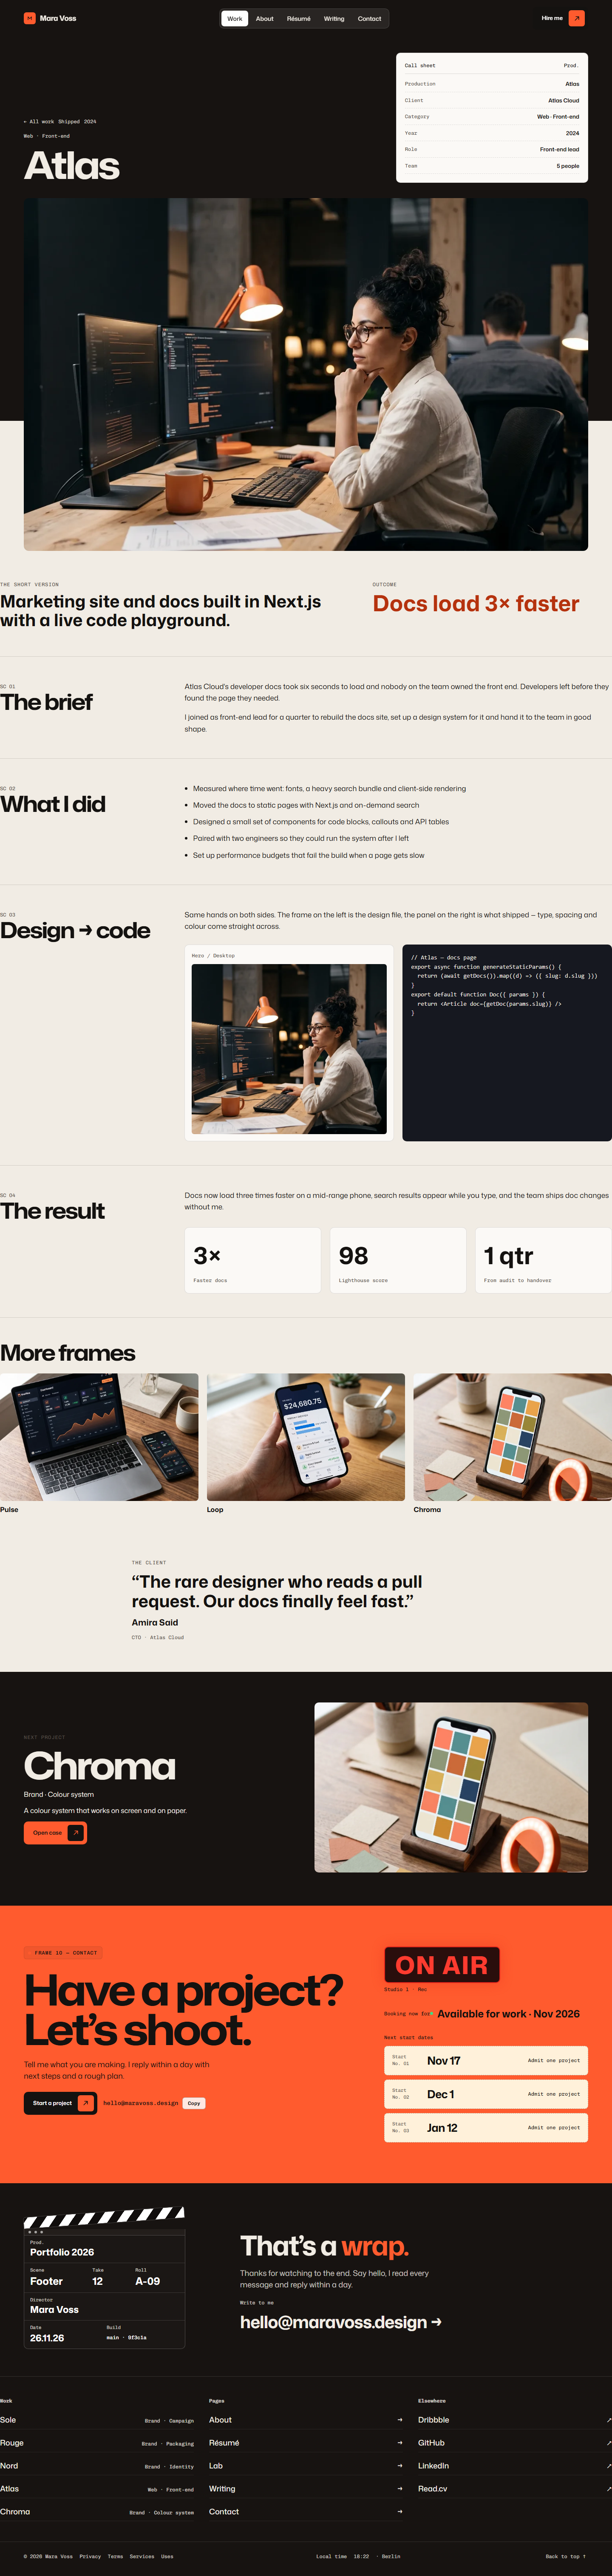 Mara Voss
Work About Résumé Writing Contact
Hire me
Call sheet Prod.
Production Atlas
Client Atlas Cloud
Category Web · Front-end
Year 2024
Role Front-end lead
Team 5 people
← All work Shipped 2024
Web · Front-end
Atlas
THE SHORT VERSION
Marketing site and docs built in Next.js
with a live code playground.
OUTCOME
Docs load 3× faster
SC 01
The brief
Atlas Cloud's developer docs took six seconds to load and nobody on the team owned the front end. Developers left before they
found the page they needed.
I joined as front-end lead for a quarter to rebuild the docs site, set up a design system for it and hand it to the team in good
shape.
SC 02
What I did
• Measured where time went: fonts, a heavy search bundle and client-side rendering
• Moved the docs to static pages with Next.js and on-demand search
• Designed a small set of components for code blocks, callouts and API tables
• Paired with two engineers so they could run the system after I left
• Set up performance budgets that fail the build when a page gets slow
SC 03
Design → code
Same hands on both sides. The frame on the left is the design file, the panel on the right is what shipped — type, spacing and
colour come straight across.
Hero / Desktop
// Atlas — docs page
export async function generateStaticParams() {
return (await getDocs()).map((d) => ({ slug: d.slug }))
}
export default function Doc({ params }) {
return <Article doc={getDoc(params.slug)} />
}
SC 04
The result
Docs now load three times faster on a mid-range phone, search results appear while you type, and the team ships doc changes
without me.
3×
Faster docs
98
Lighthouse score
1 qtr
From audit to handover
More frames
$24,680.75
Pulse
Loop
Chroma
THE CLIENT
“The rare designer who reads a pull
request. Our docs finally feel fast.”
Amira Said
CTO · Atlas Cloud
NEXT PROJECT
Chroma
Brand · Colour system
A colour system that works on screen and on paper.
Open case
FRAME 10 — CONTACT
Have a project?
Let’s shoot.
Tell me what you are making. I reply within a day with
next steps and a rough plan.
Start a project
hello@maravoss.design
Copy
ON AIR
Studio 1 · Rec
Booking now for
Available for work · Nov 2026
Next start dates
Start
No. 01
Nov 17
Admit one project
Start
No. 02
Dec 1
Admit one project
Start
No. 03
Jan 12
Admit one project
Prod.
Portfolio 2026
Scene Take Roll
Footer 12 A-09
Director
Mara Voss
Date Build
26.11.26 main · 8f3c1a
That’s a wrap.
Thanks for watching to the end. Say hello, I read every
message and reply within a day.
Write to me
hello@maravoss.design →
Work
Sole Brand · Campaign
Rouge Brand · Packaging
Nord Brand · Identity
Atlas Web · Front-end
Chroma Brand · Colour system
Pages
About →
Résumé →
Lab →
Writing →
Contact →
Elsewhere
Dribbble ↗
GitHub ↗
LinkedIn ↗
Read.cv ↗
© 2026 Mara Voss Privacy Terms Services Uses
Local time 18:22 · Berlin
Back to top ↑